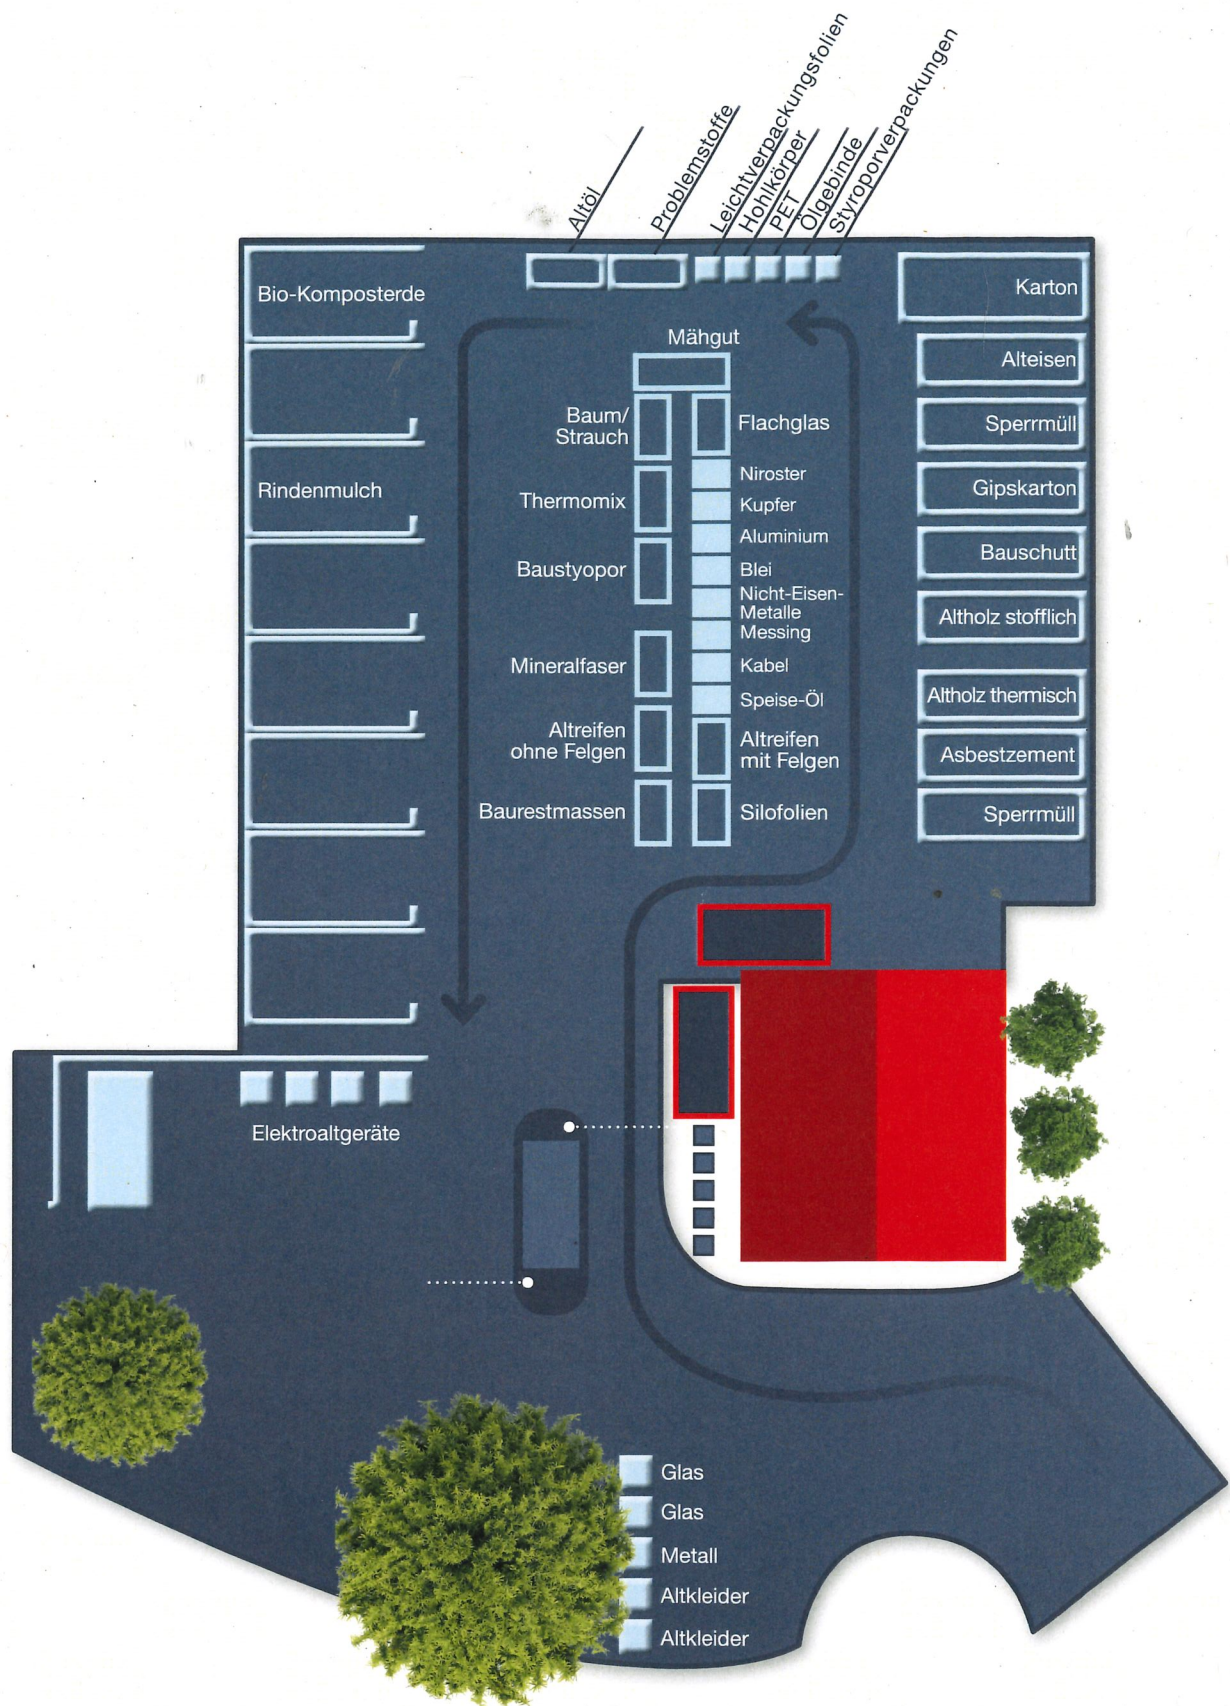 Altöl
Problemstoffe
Leichtverpackungsfolien
Hohlkörper
PET
Ölgebinde
Styroporverpackungen
Bio-Komposterde
Rindenmulch
Mähgut
Baum/
Strauch
Thermomix
Baustyopor
Mineralfaser
Altreifen
ohne Felgen
Baurestmassen
Flachglas
Niroster
Kupfer
Aluminium
Blei
Nicht-Eisen-
Metalle
Messing
Kabel
Speise-Öl
Altreifen
mit Felgen
Silofolien
Karton
Alteisen
Sperrmüll
Gipskarton
Bauschutt
Altholz stofflich
Altholz thermisch
Asbestzement
Sperrmüll
Elektroaltgeräte
Glas
Glas
Metall
Altkleider
Altkleider